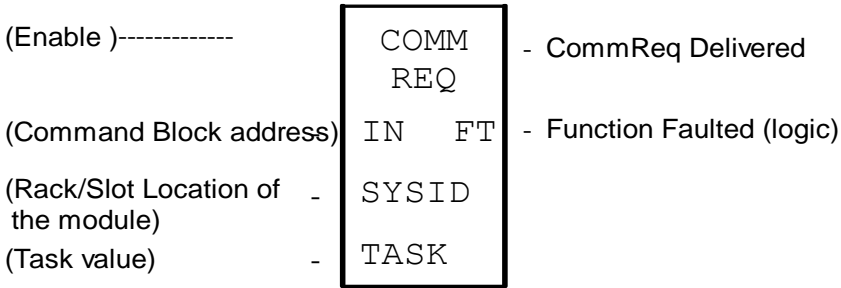 (Enable )------------- COMM - CommReq Delivered
REQ
(Command Block address) - IN FT - Function Faulted (logic)
(Rack/Slot Location of - SYSID
the module)
(Task value) - TASK